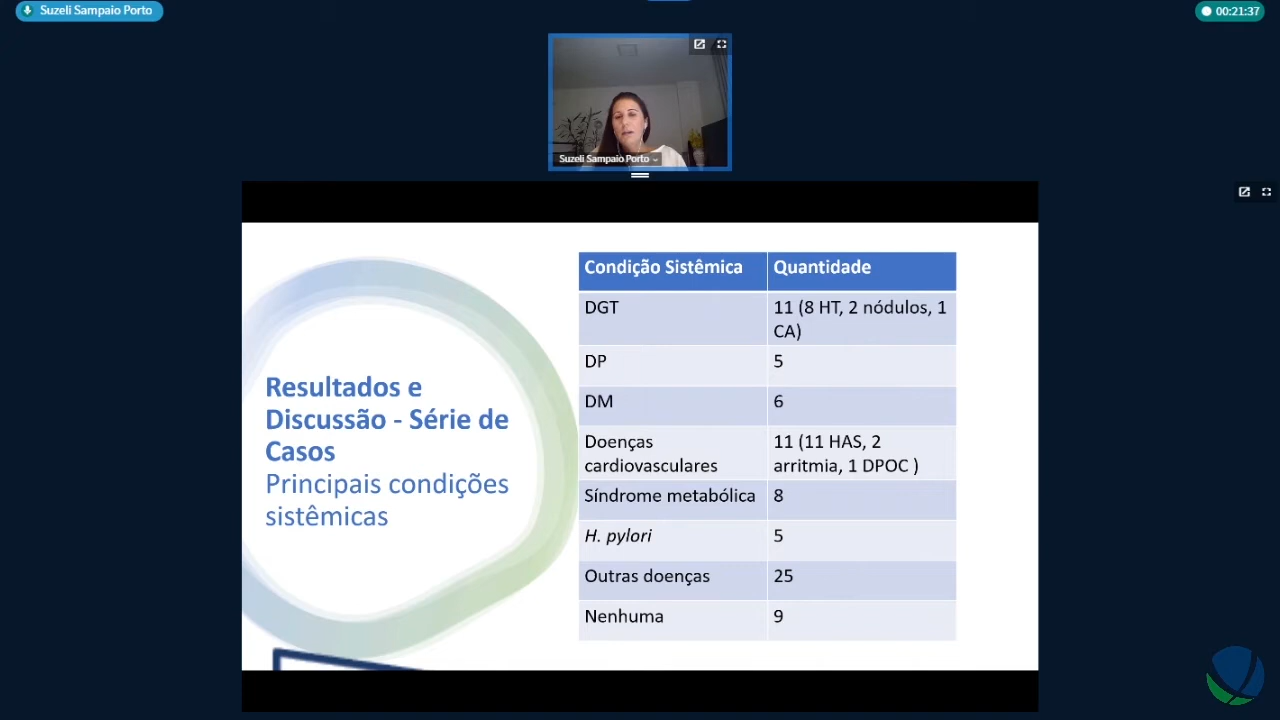 Suzeli Sampaio Porto
00:21:37
Suzeli Sampaio Porto
Resultados e
Discussão - Série de
Casos
Principais condições
sistêmicas
Condição Sistêmica Quantidade
DGT 11 (8 HT, 2 nódulos, 1
CA)
DP 5
DM 6
Doenças 11 (11 HAS, 2
cardiovasculares arritmia, 1 DPOC )
Síndrome metabólica 8
H. pylori 5
Outras doenças 25
Nenhuma 9